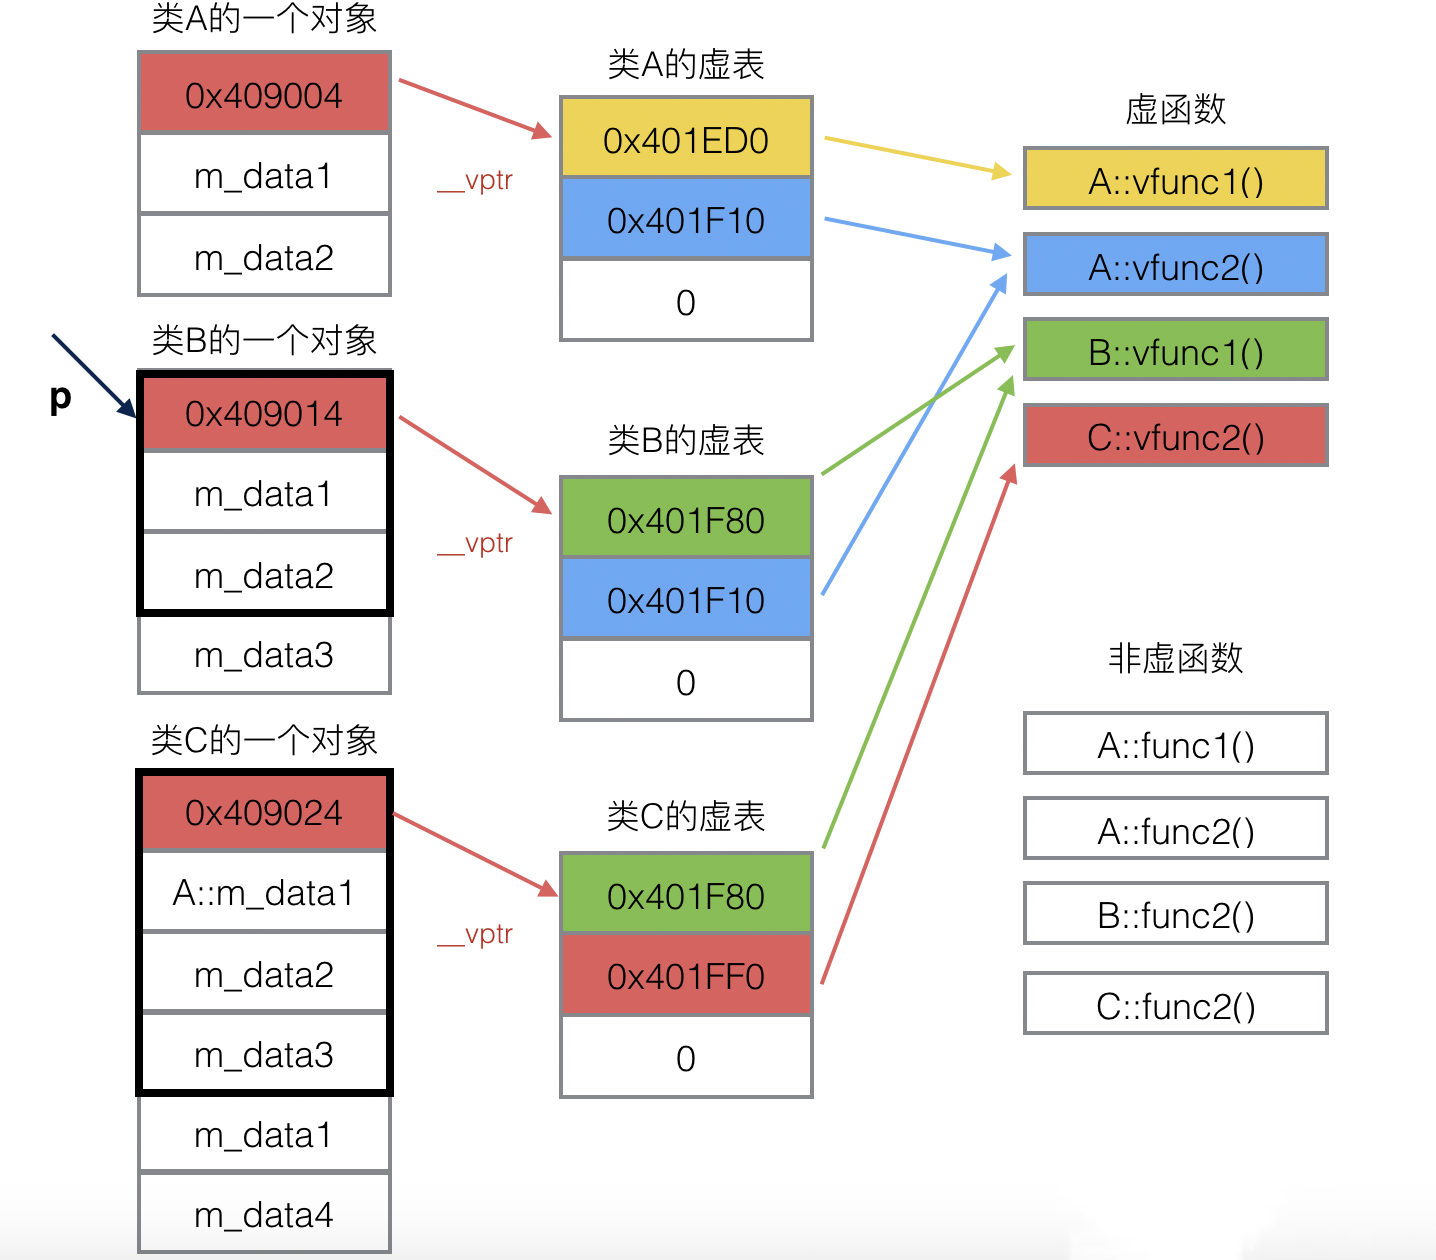 类A的一个对象
0x409004
m_data1
m_data2
__vptr
类A的虚表
0x401ED0
0x401F10
0
虚函数
A::vfunc1()
A::vfunc2()
B::vfunc1()
C::vfunc2()
p
类B的一个对象
0x409014
m_data1
m_data2
m_data3
__vptr
类B的虚表
0x401F80
0x401F10
0
非虚函数
A::func1()
A::func2()
B::func2()
C::func2()
类C的一个对象
0x409024
A::m_data1
m_data2
m_data3
m_data1
m_data4
__vptr
类C的虚表
0x401F80
0x401FF0
0